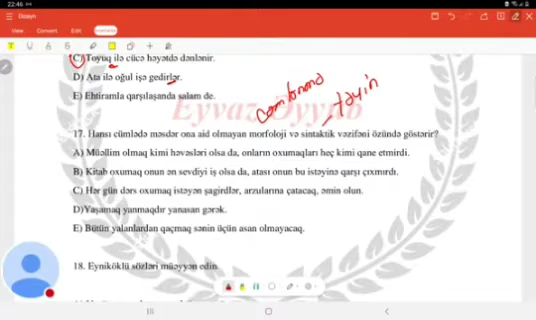 22:46
Dizayn
View Convert Edit
C) Toyuq ilə cücə həyətdə dənlənir.
D) Ata ilə oğul işə gedirlər.
E) Ehtiramla qarşılaşanda salam de.
təyin
Eyvaz Əyyub
17. Hansı cümlədə məsdər ona aid olmayan morfoloji və sintaktik vəzifəni özündə göstərir?
A) Müəllim olmaq kimi həvəsləri olsa da, onların oxumaqları heç kimi qane etmirdi.
B) Kitab oxumaq onun ən sevdiyi iş olsa da, atası onun bu istəyinə qarşı çıxmırdı.
C) Hər gün dərs oxumaq istəyən şagirdlər, arzularına çatacaq, əmin olun.
D)Yaşamaq yanmaqdır yanasan gərək.
E) Bütün yalanlardan qaçmaq sənin üçün asan olmayacaq.
18. Eyniköklü sözləri müəyyən edin.